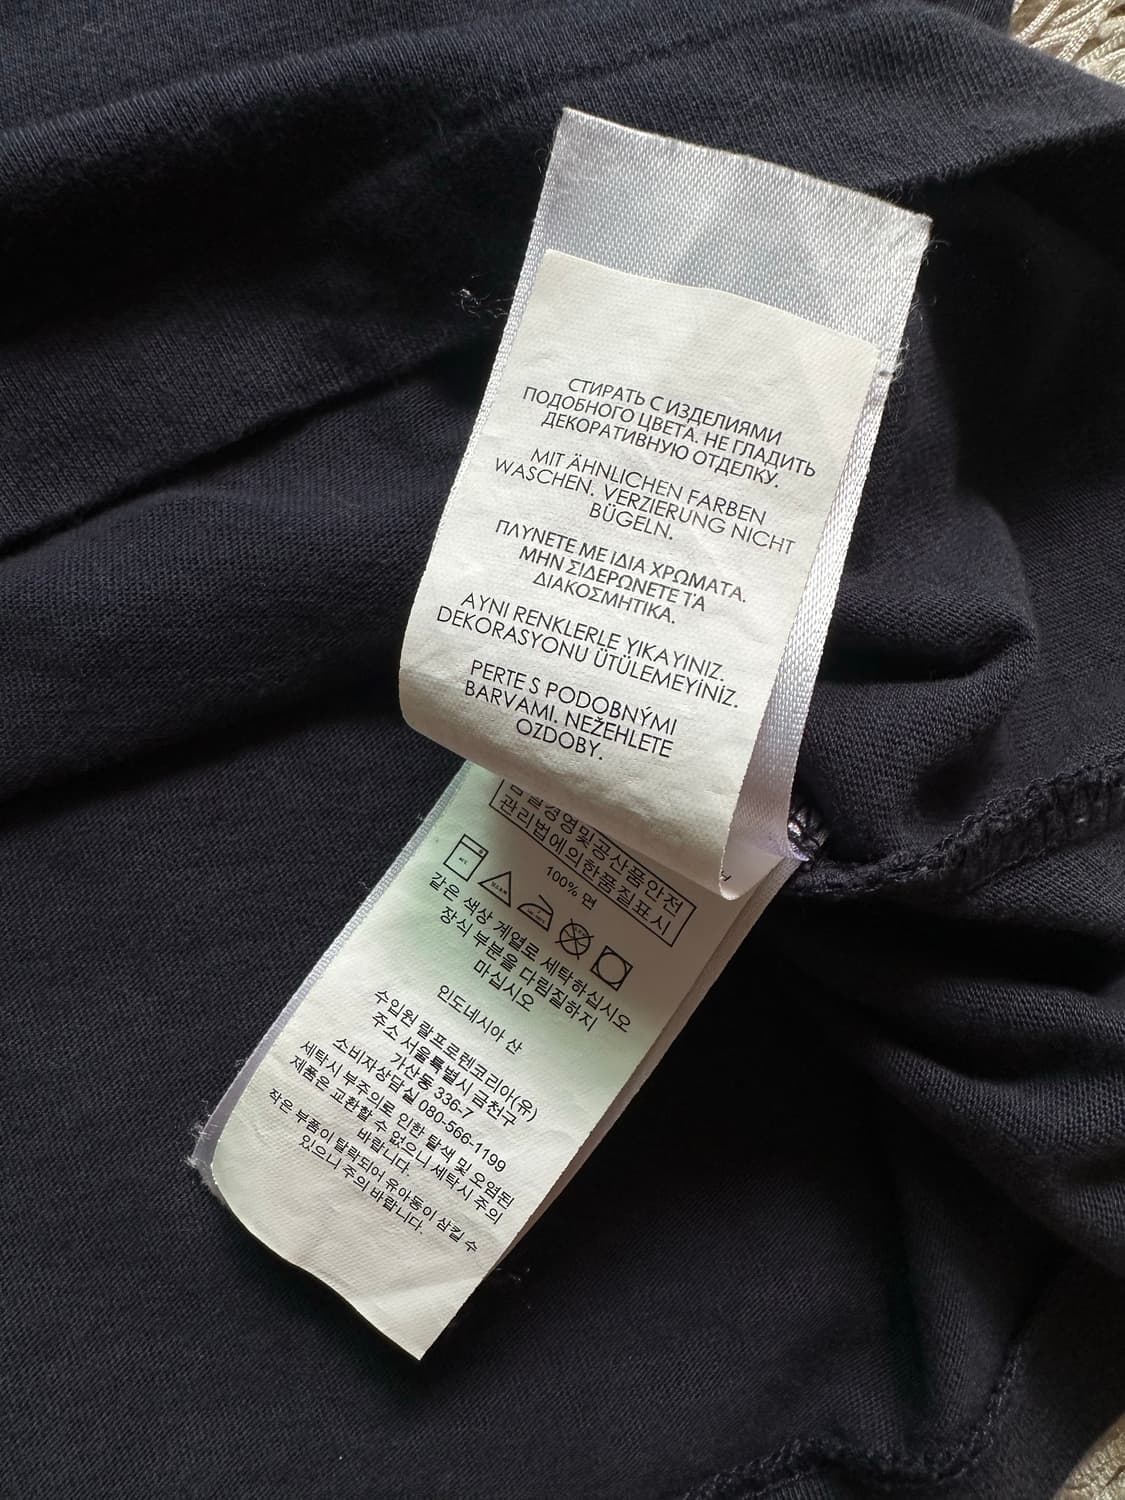 СТИРАТЬ С ИЗДЕЛИЯМИ
ПОДОБНОГО ЦВЕТА. НЕ ГЛАДИТЬ
ДЕКОРАТИВНУЮ ОТДЕЛКУ.
MIT ÄHNLICHEN FARBEN
WASCHEN. VERZIERUNG NICHT
BÜGELN.
ΠΛΥΝΕΤΕ ΜΕ ΙΔΙΑ ΧΡΩΜΑΤΑ.
ΜΗΝ ΣΙΔΕΡΩΝΕΤΕ ΤΑ
ΔΙΑΚΟΣΜΗΤΙΚΑ.
AYNI RENKLERLE YIKAYINIZ.
DEKORASYONU ÜTÜLEMEYİNİZ.
PERTE S PODOBNÝMI
BARVAMI. NEŽEHLETE
OZDOBY.
품질경영및공산품안전
관리법에의한품질표시
100% 면
같은 색상 계열로 세탁하십시오
장식 부분을 다림질하지
마십시오
인도네시아 산
수입원 랄프로렌코리아(유)
주소 서울특별시 금천구
가산동 336-7
소비자상담실 080-566-1199
세탁시 부주의로 인한 탈색 및 오염된
제품은 교환할 수 없으니 세탁시 주의
바랍니다.
작은 부품이 탈락되어 유아동이 삼킬 수
있으니 주의 바랍니다.